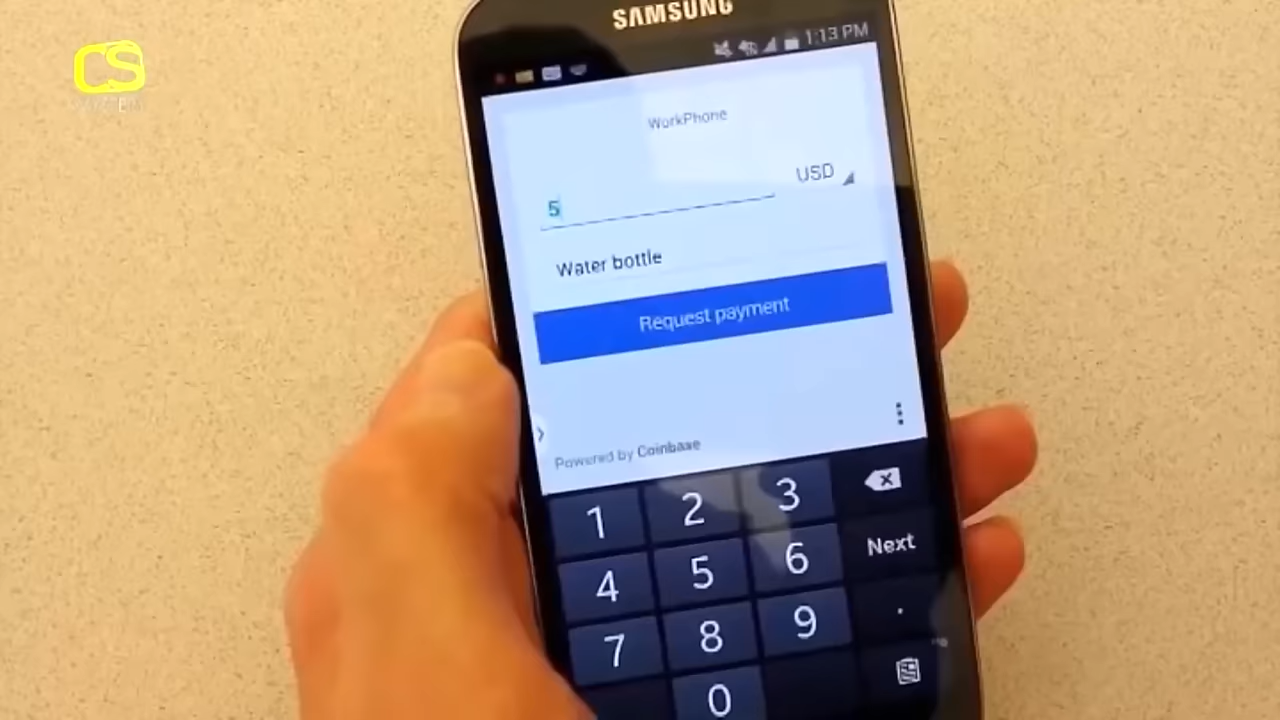 CS
SAMSUNG
1:13 PM
WorkPhone
5
USD
Water bottle
Request payment
Powered by Coinbase
1 2 3
4 5 6 Next
7 8 9 .
0